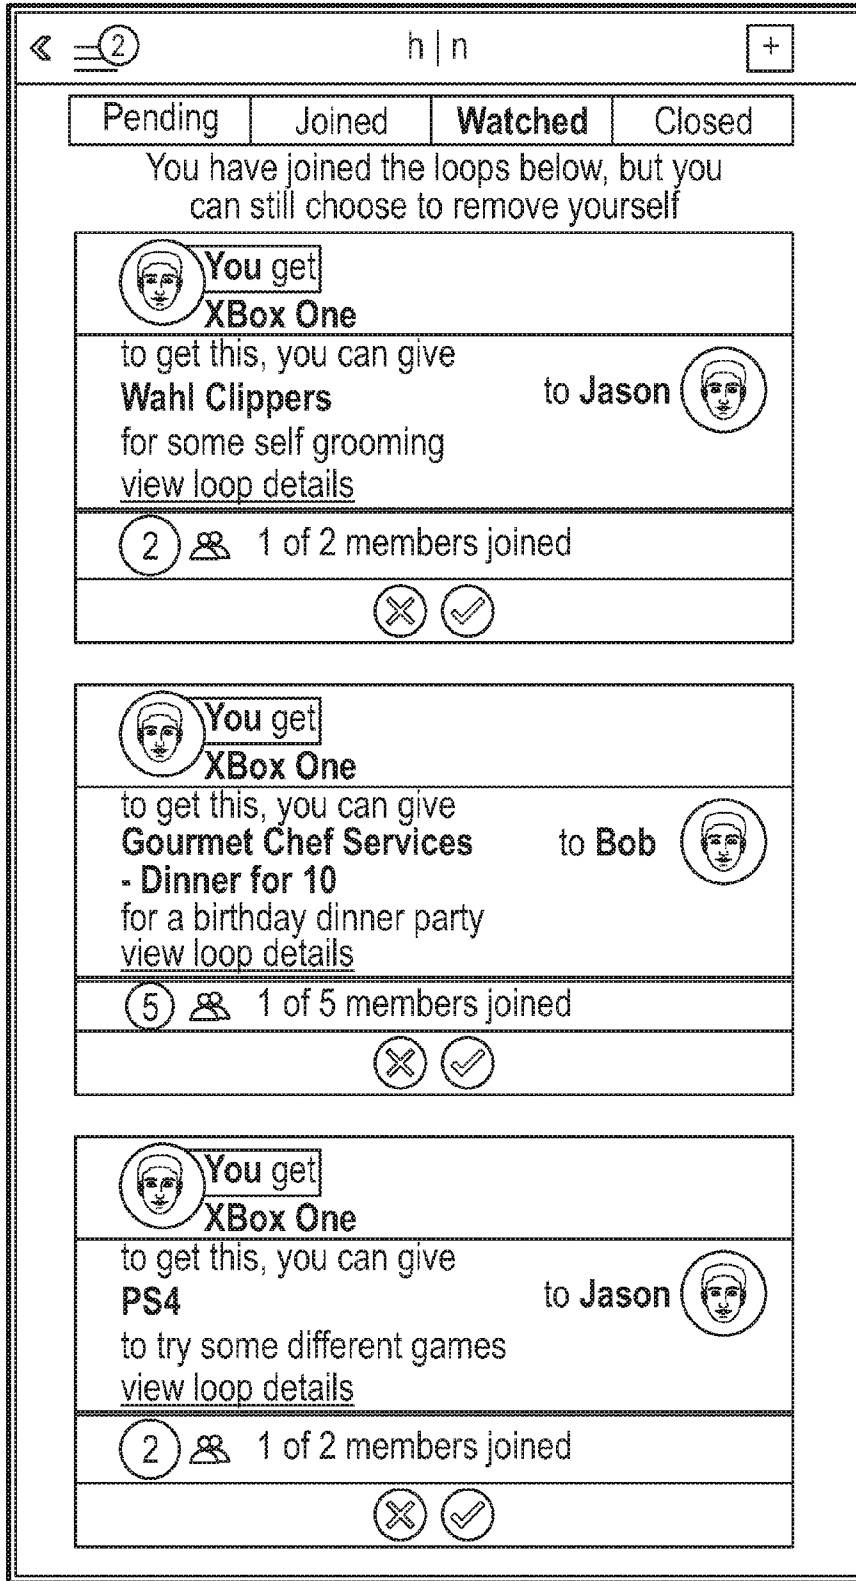 2 h | n +
Pending Joined Watched Closed
You have joined the loops below, but you
can still choose to remove yourself
You get
XBox One
to get this, you can give
Wahl Clippers to Jason
for some self grooming
view loop details
2 1 of 2 members joined
You get
XBox One
to get this, you can give
Gourmet Chef Services to Bob
- Dinner for 10
for a birthday dinner party
view loop details
5 1 of 5 members joined
You get
XBox One
to get this, you can give
PS4 to Jason
to try some different games
view loop details
2 1 of 2 members joined